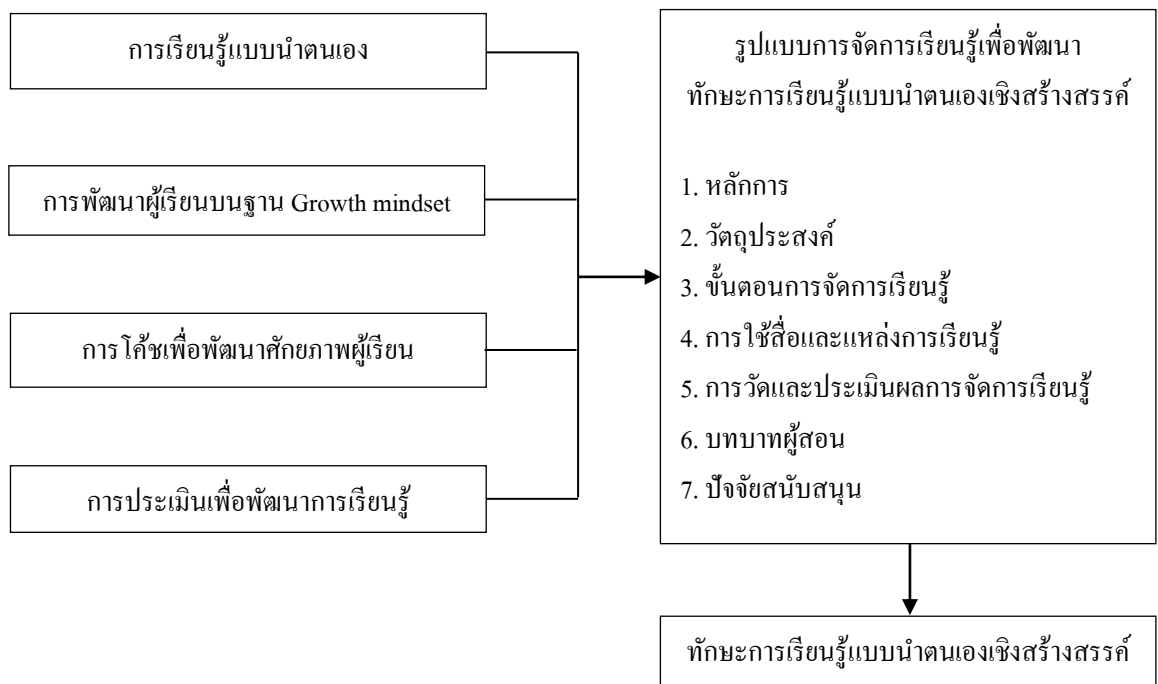 การเรียนรู้แบบนำตนเอง
การพัฒนาผู้เรียนบนฐาน Growth mindset
การโค้ชเพื่อพัฒนาศักยภาพผู้เรียน
การประเมินเพื่อพัฒนาการเรียนรู้
รูปแบบการจัดการเรียนรู้เพื่อพัฒนา
ทักษะการเรียนรู้แบบนำตนเองเชิงสร้างสรรค์
1. หลักการ
2. วัตถุประสงค์
3. ขั้นตอนการจัดการเรียนรู้
4. การใช้สื่อและแหล่งการเรียนรู้
5. การวัดและประเมินผลการจัดการเรียนรู้
6. บทบาทผู้สอน
7. ปัจจัยสนับสนุน
ทักษะการเรียนรู้แบบนำตนเองเชิงสร้างสรรค์